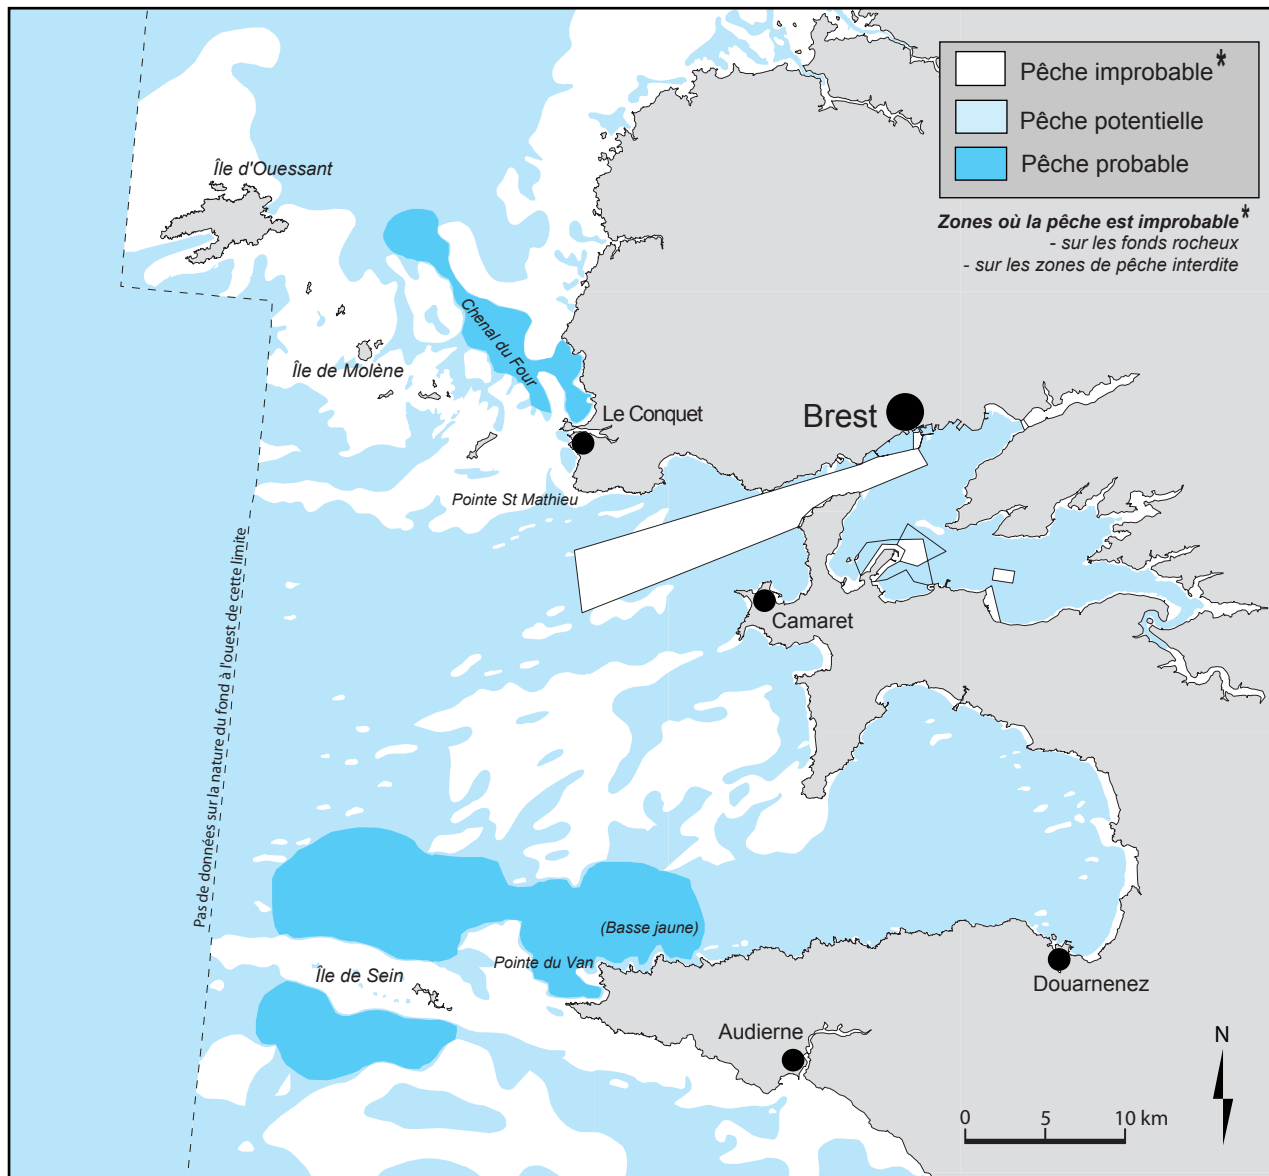 Pêche improbable*
Pêche potentielle
Pêche probable
Zones où la pêche est improbable*
- sur les fonds rocheux
- sur les zones de pêche interdite
Île d'Ouessant
Chenal du Four
Île de Molène
Le Conquet
Brest
Pointe St Mathieu
Pas de données sur la nature du fond à l'ouest de cette limite
Camaret
(Basse jaune)
Pointe du Van
Île de Sein
Douarnenez
Audierne
N
0 5 10 km